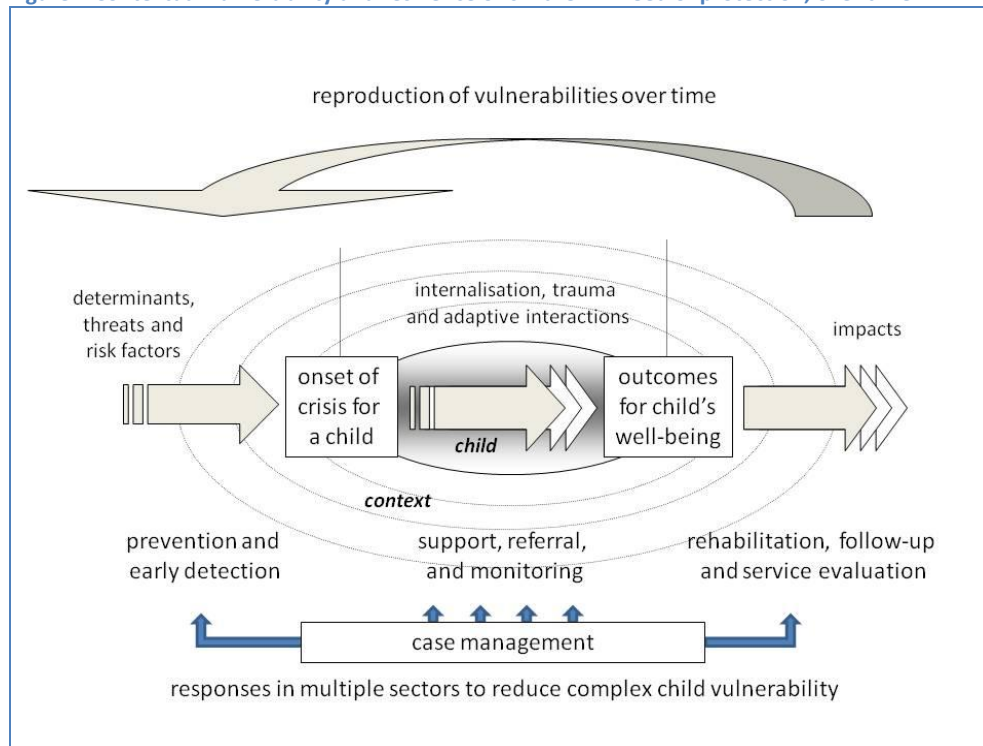 reproduction of vulnerabilities over time
determinants,
threats and
risk factors
internalisation, trauma
and adaptive interactions
impacts
onset of
crisis for
a child
child
outcomes
for child's
well-being
context
prevention and
early detection
support, referral,
and monitoring
rehabilitation, follow-up
and service evaluation
case management
responses in multiple sectors to reduce complex child vulnerability